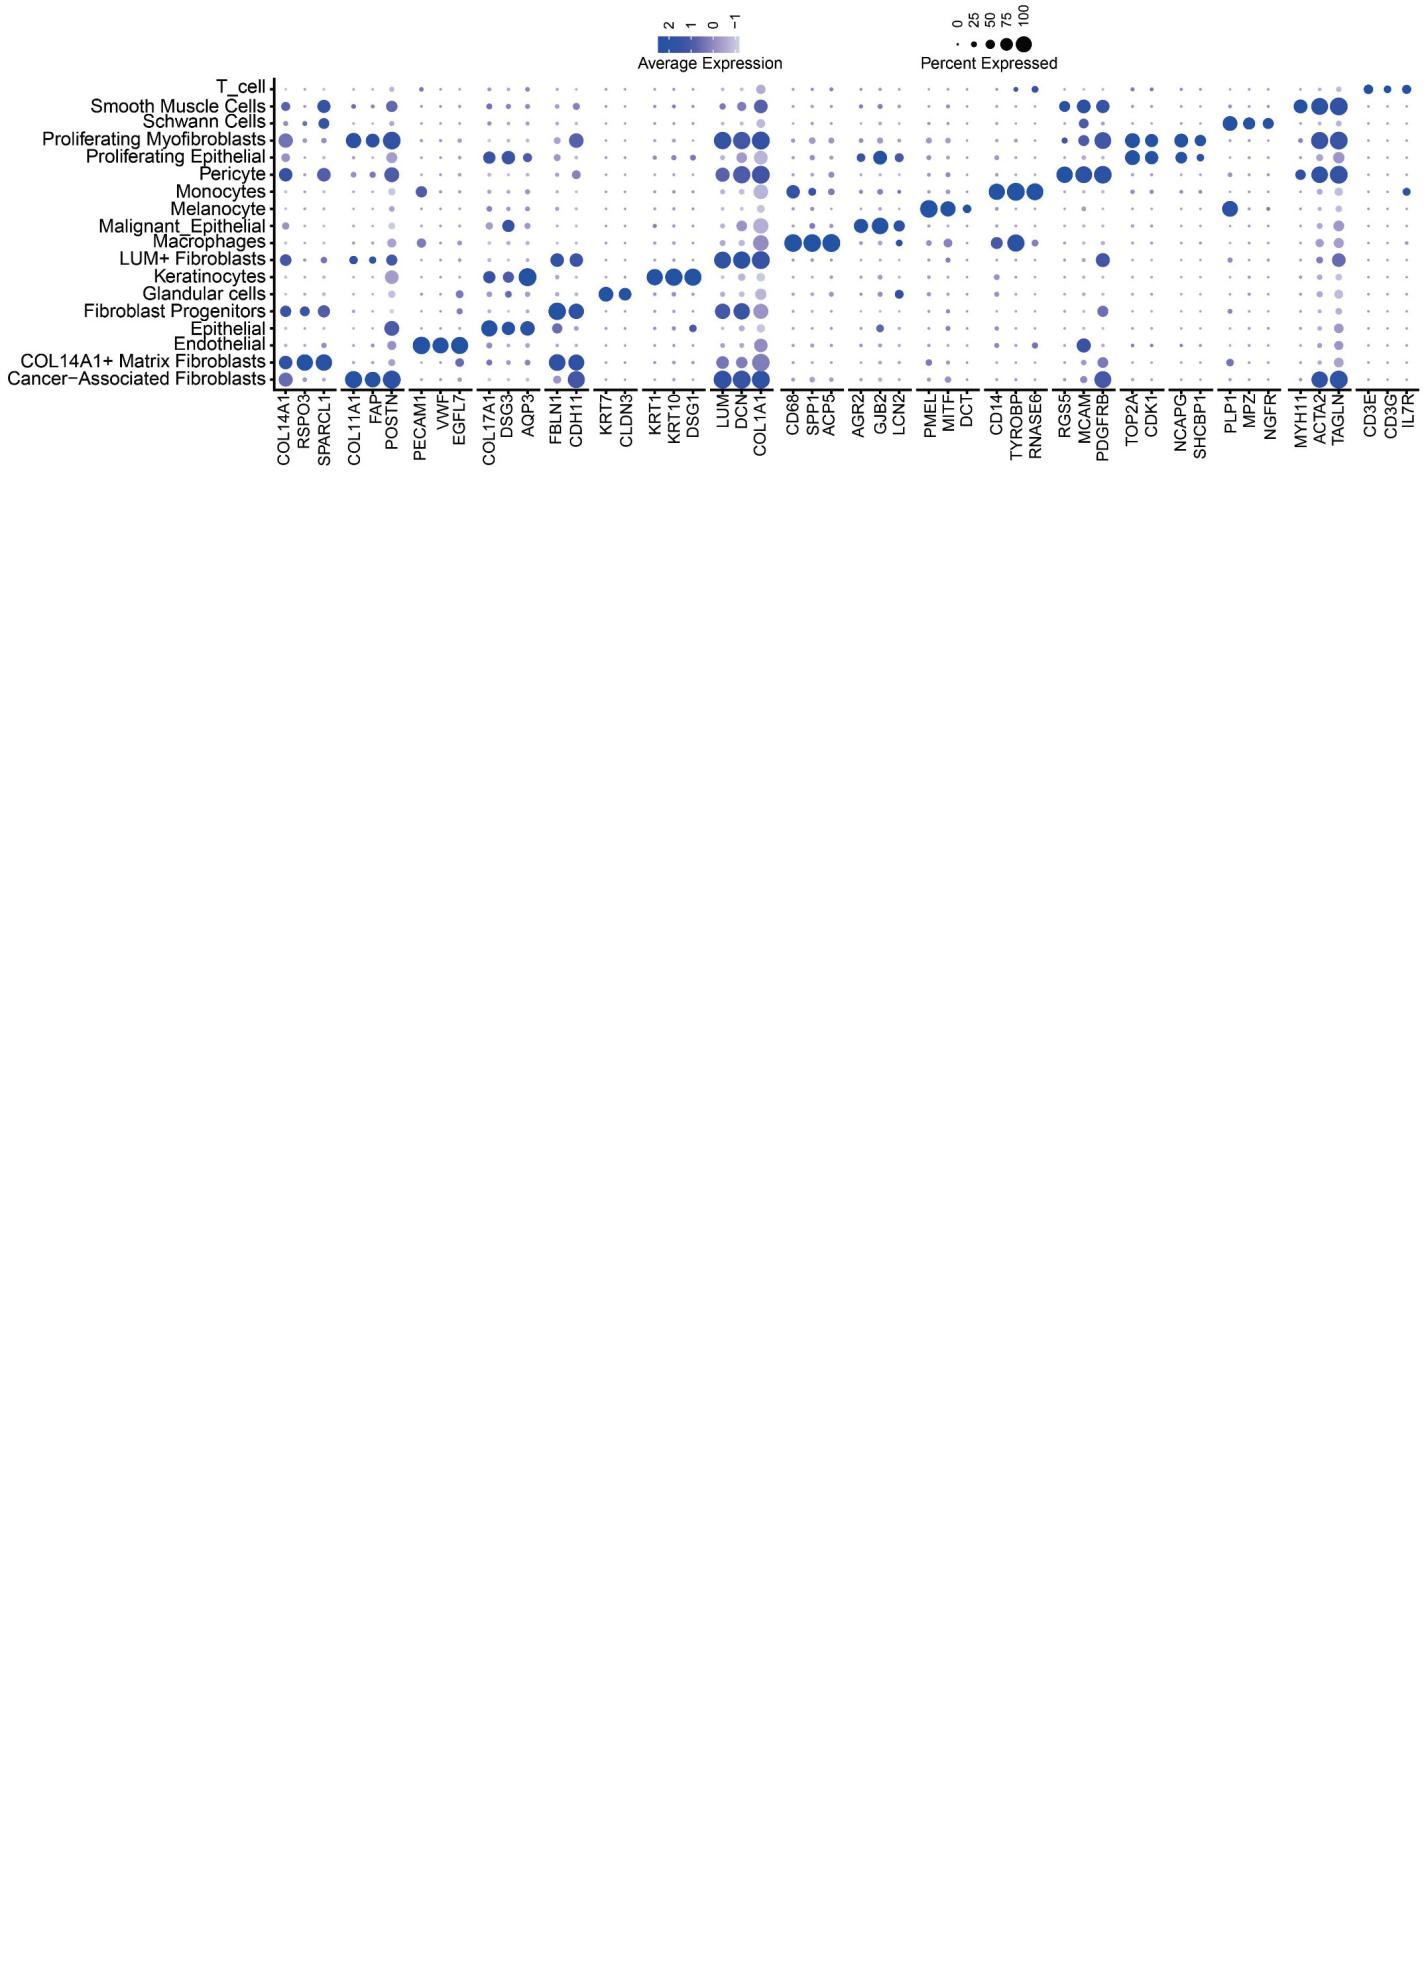 2 1 0 −1
Average Expression
0 25 50 75 100
Percent Expressed
T_cell
Smooth Muscle Cells
Schwann Cells
Proliferating Myofibroblasts
Proliferating Epithelial
Pericyte
Monocytes
Melanocyte
Malignant_Epithelial
Macrophages
LUM+ Fibroblasts
Keratinocytes
Glandular cells
Fibroblast Progenitors
Epithelial
Endothelial
COL14A1+ Matrix Fibroblasts
Cancer−Associated Fibroblasts
COL14A1
RSPO3
SPARCL1
COL11A1
FAP
POSTN
PECAM1
VWF
EGFL7
COL17A1
DSG3
AQP3
FBLN1
CDH11
KRT7
CLDN3
KRT1
KRT10
DSG1
LUM
DCN
COL1A1
CD68
SPP1
ACP5
AGR2
GJB2
LCN2
PMEL
MITF
DCT
CD14
TYROBP
RNASE6
RGS5
MCAM
PDGFRB
TOP2A
CDK1
NCAPG
SHCBP1
PLP1
MPZ
NGFR
MYH11
ACTA2
TAGLN
CD3E
CD3G
IL7R